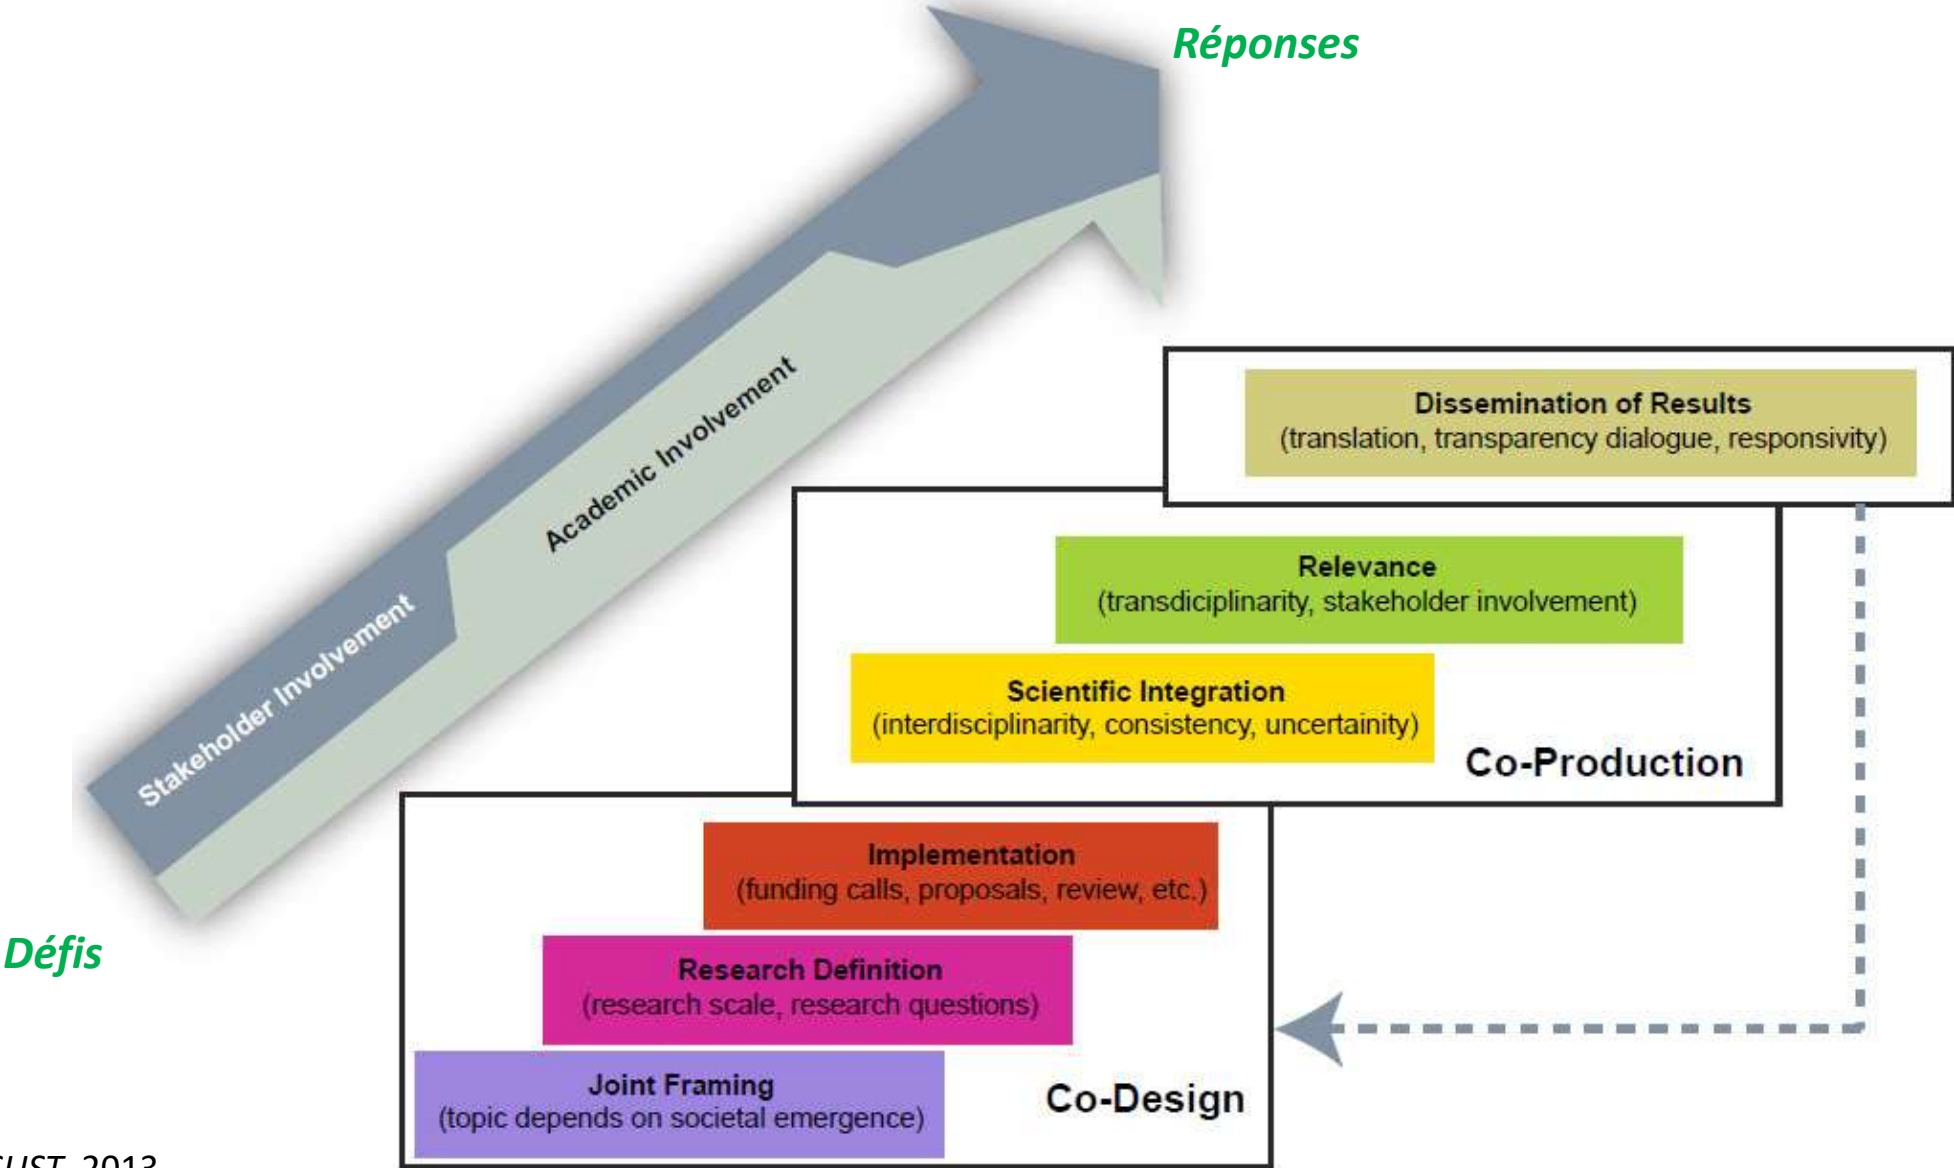 Réponses
Stakeholder Involvement
Academic Involvement
Défis
Dissemination of Results
(translation, transparency dialogue, responsivity)
Relevance
(transdiciplinarity, stakeholder involvement)
Scientific Integration
(interdisciplinarity, consistency, uncertainity)
Co-Production
Implementation
(funding calls, proposals, review, etc.)
Research Definition
(research scale, research questions)
Joint Framing
(topic depends on societal emergence)
Co-Design
2013